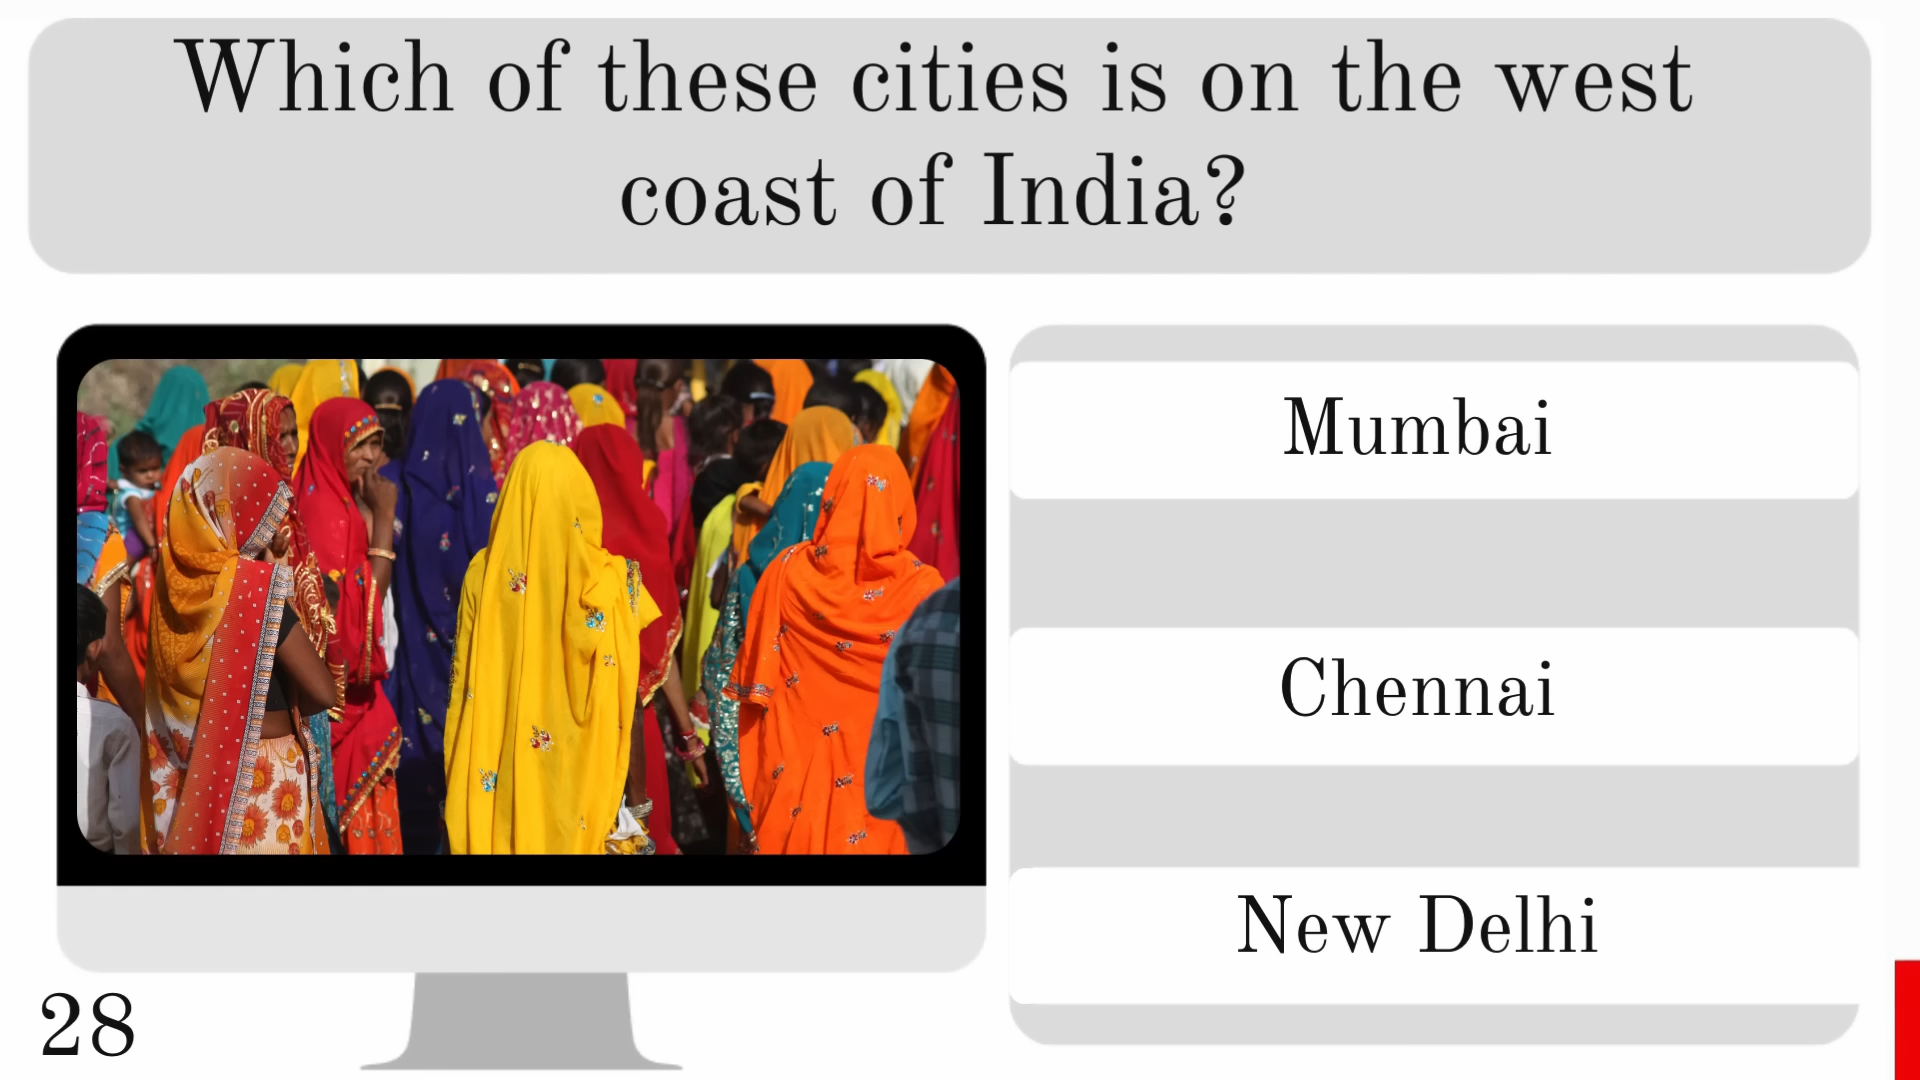 Which of these cities is on the west
coast of India?
Mumbai
Chennai
New Delhi
28